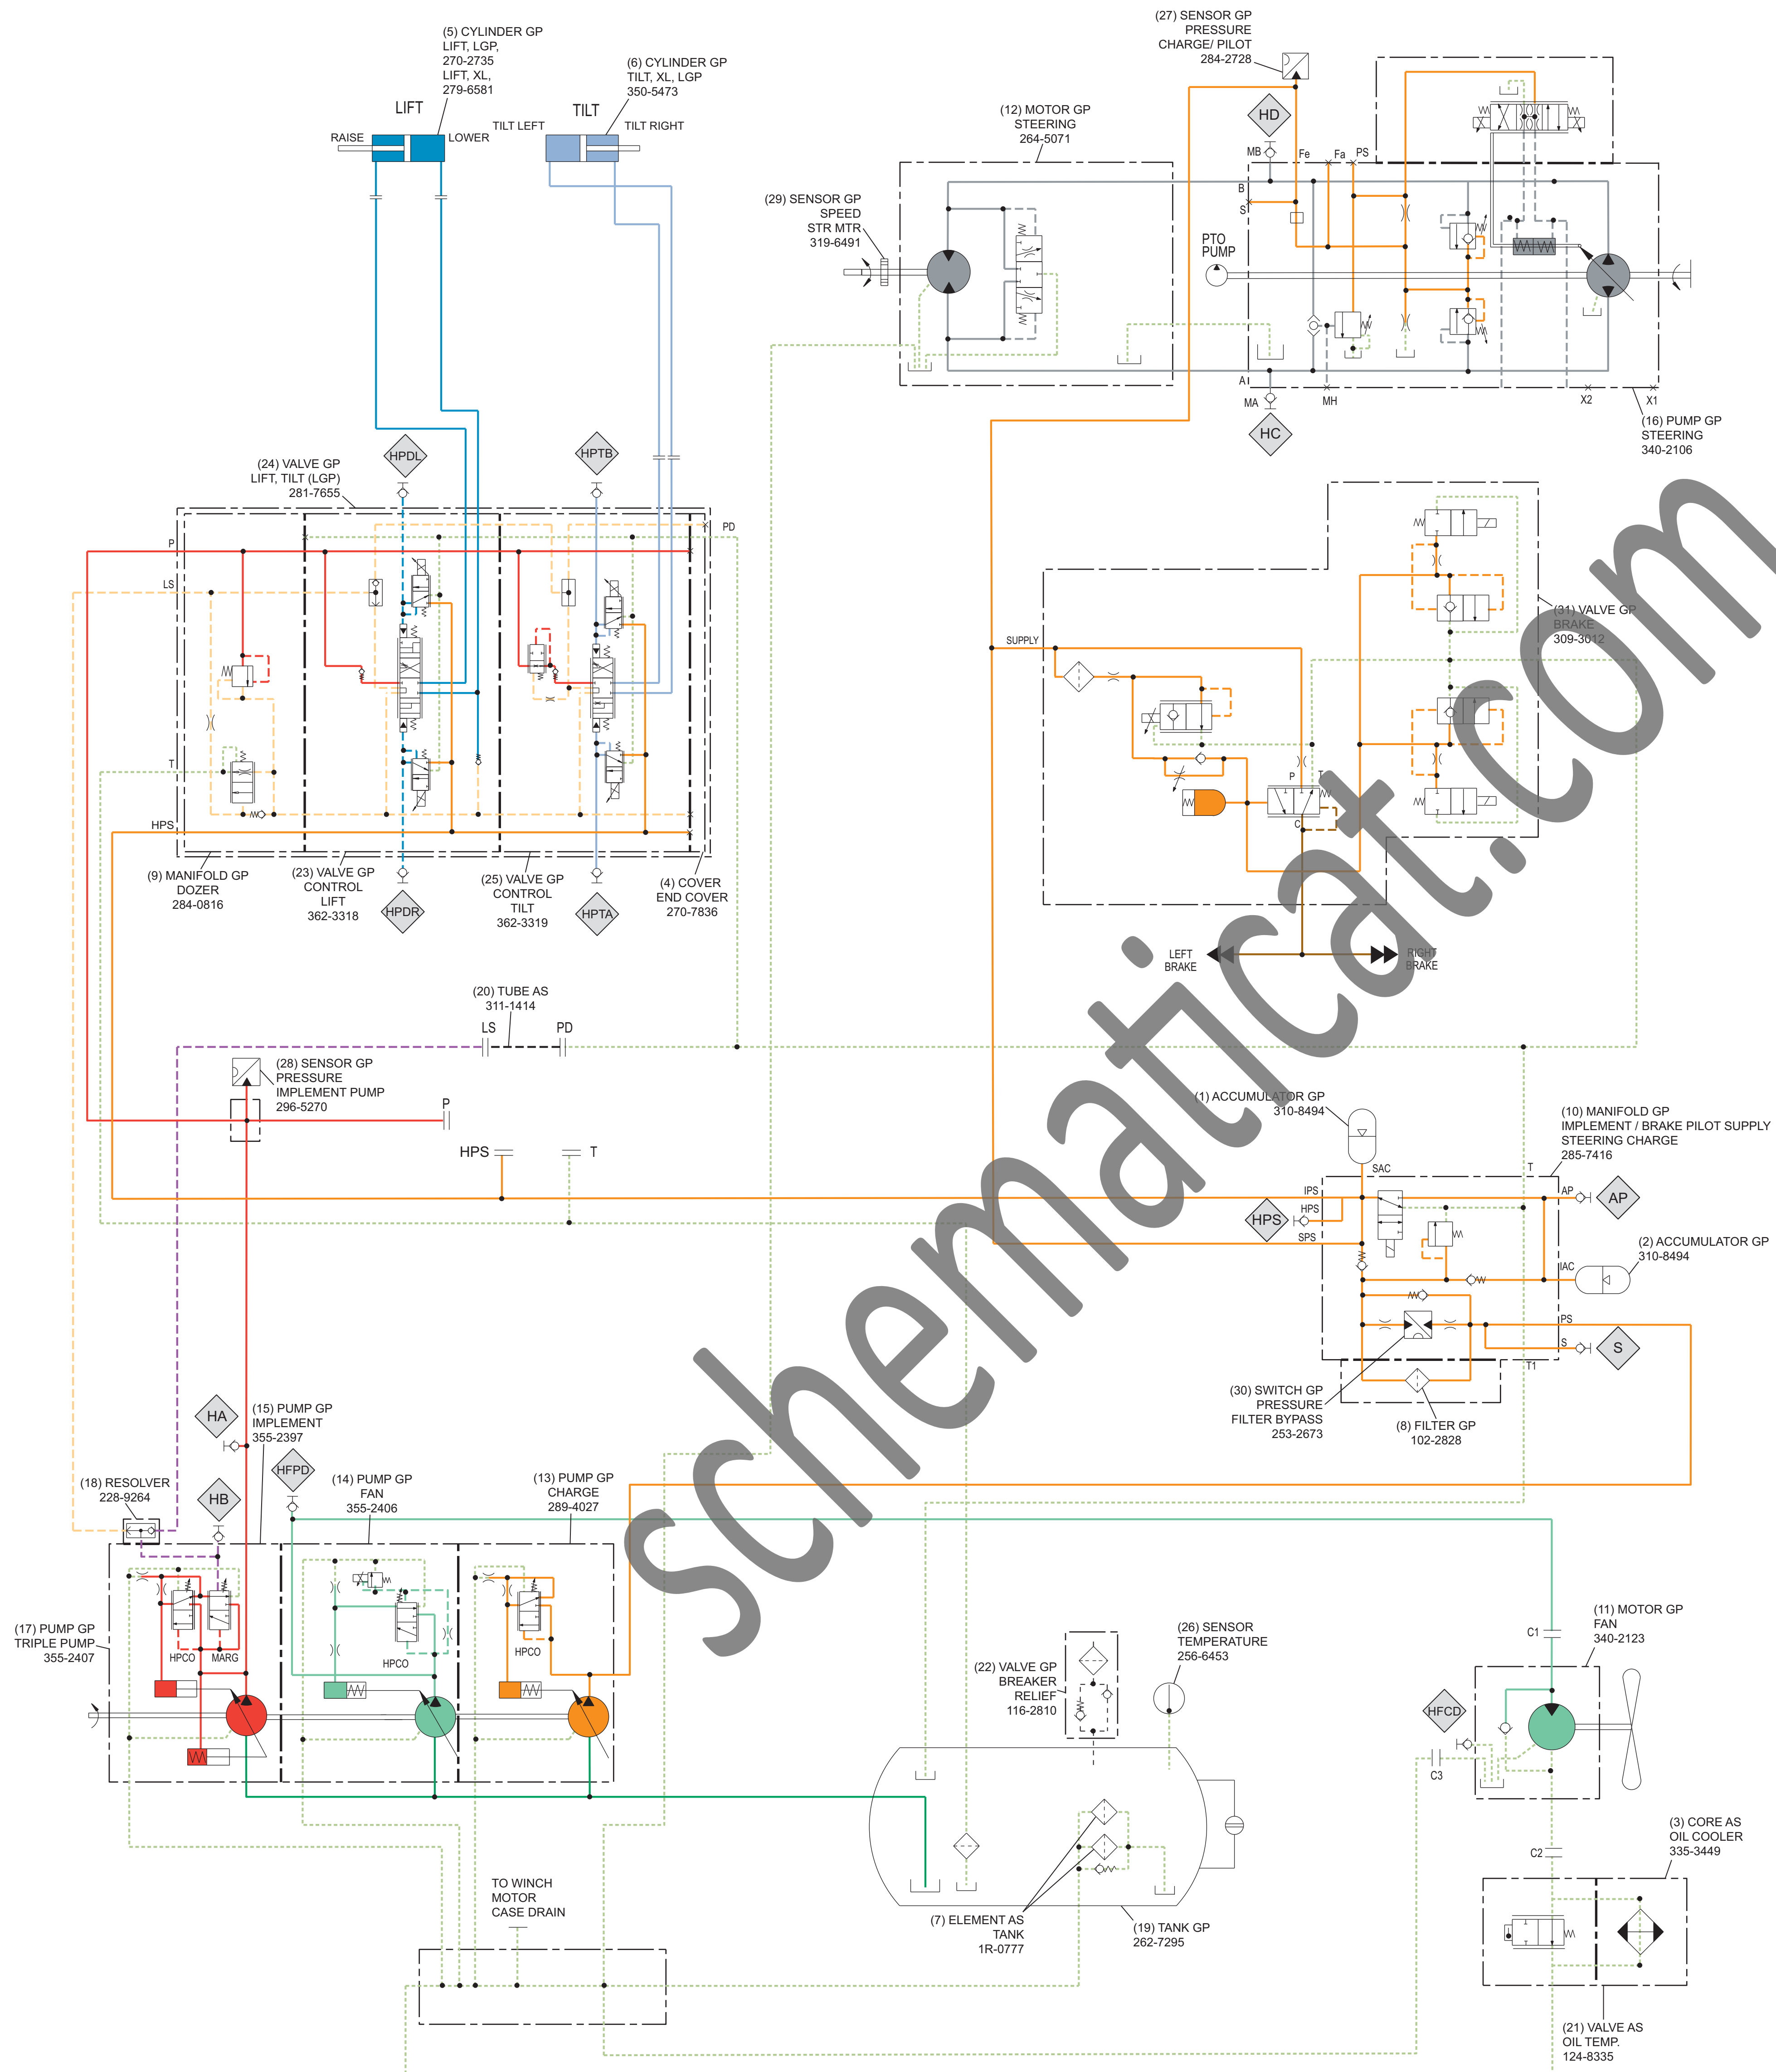 (5) CYLINDER GP
LIFT, LGP,
270-2735
LIFT, XL,
279-6581
(6) CYLINDER GP
TILT, XL, LGP
350-5473
LIFT
TILT
RAISE
LOWER
TILT LEFT
TILT RIGHT
(27) SENSOR GP
PRESSURE
CHARGE/ PILOT
284-2728
(12) MOTOR GP
STEERING
264-5071
HD
MB
Fe
Fa
PS
B
S
(29) SENSOR GP
SPEED
STR MTR
319-6491
PTO
PUMP
A
MA
MH
X2
X1
HC
(16) PUMP GP
STEERING
340-2106
(24) VALVE GP
LIFT, TILT (LGP)
281-7655
HPDL
HPTB
PD
P
LS
T
HPS
(9) MANIFOLD GP
DOZER
284-0816
(23) VALVE GP
CONTROL
LIFT
362-3318
HPDR
(25) VALVE GP
CONTROL
TILT
362-3319
HPTA
(4) COVER
END COVER
270-7836
SUPPLY
(31) VALVE GP
BRAKE
309-3012
P
T
C
LEFT
BRAKE
RIGHT
BRAKE
(20) TUBE AS
311-1414
LS
PD
(28) SENSOR GP
PRESSURE
IMPLEMENT PUMP
296-5270
P
HPS
T
(1) ACCUMULATOR GP
310-8494
(10) MANIFOLD GP
IMPLEMENT / BRAKE PILOT SUPPLY
STEERING CHARGE
285-7416
SAC
T
IPS
HPS
HPS
SPS
AP
AP
(2) ACCUMULATOR GP
310-8494
IAC
PS
S
S
T1
(30) SWITCH GP
PRESSURE
FILTER BYPASS
253-2673
(8) FILTER GP
102-2828
HA
(15) PUMP GP
IMPLEMENT
355-2397
HFPD
(18) RESOLVER
228-9264
HB
(14) PUMP GP
FAN
355-2406
(13) PUMP GP
CHARGE
289-4027
(17) PUMP GP
TRIPLE PUMP
355-2407
HPCO
MARG
HPCO
HPCO
(22) VALVE GP
BREAKER
RELIEF
116-2810
(26) SENSOR
TEMPERATURE
256-6453
(11) MOTOR GP
FAN
340-2123
C1
HFCD
C3
C2
(3) CORE AS
OIL COOLER
335-3449
TO WINCH
MOTOR
CASE DRAIN
(7) ELEMENT AS
TANK
1R-0777
(19) TANK GP
262-7295
(21) VALVE AS
OIL TEMP.
124-8335
schematicat.com